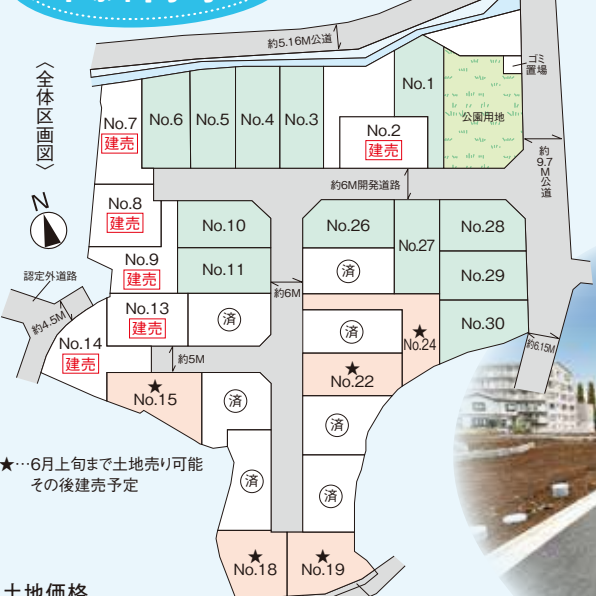 約5.16M公道
〈全体区画図〉
ゴミ
置場
No.1
公園用地
No.7
建売
No.6
No.5
No.4
No.3
No.2
建売
約
9.7
M
公道
約6M開発道路
N
No.8
建売
No.10
No.26
No.27
No.28
No.9
建売
No.11
済
No.29
認定外道路
約6M
約4.5M
No.13
建売
済
済
★
No.24
No.30
約6.15M
No.14
建売
約5M
★
No.15
済
★
No.22
済
★…6月上旬まで土地売り可能
その後建売予定
済
済
★
No.18
★
No.19